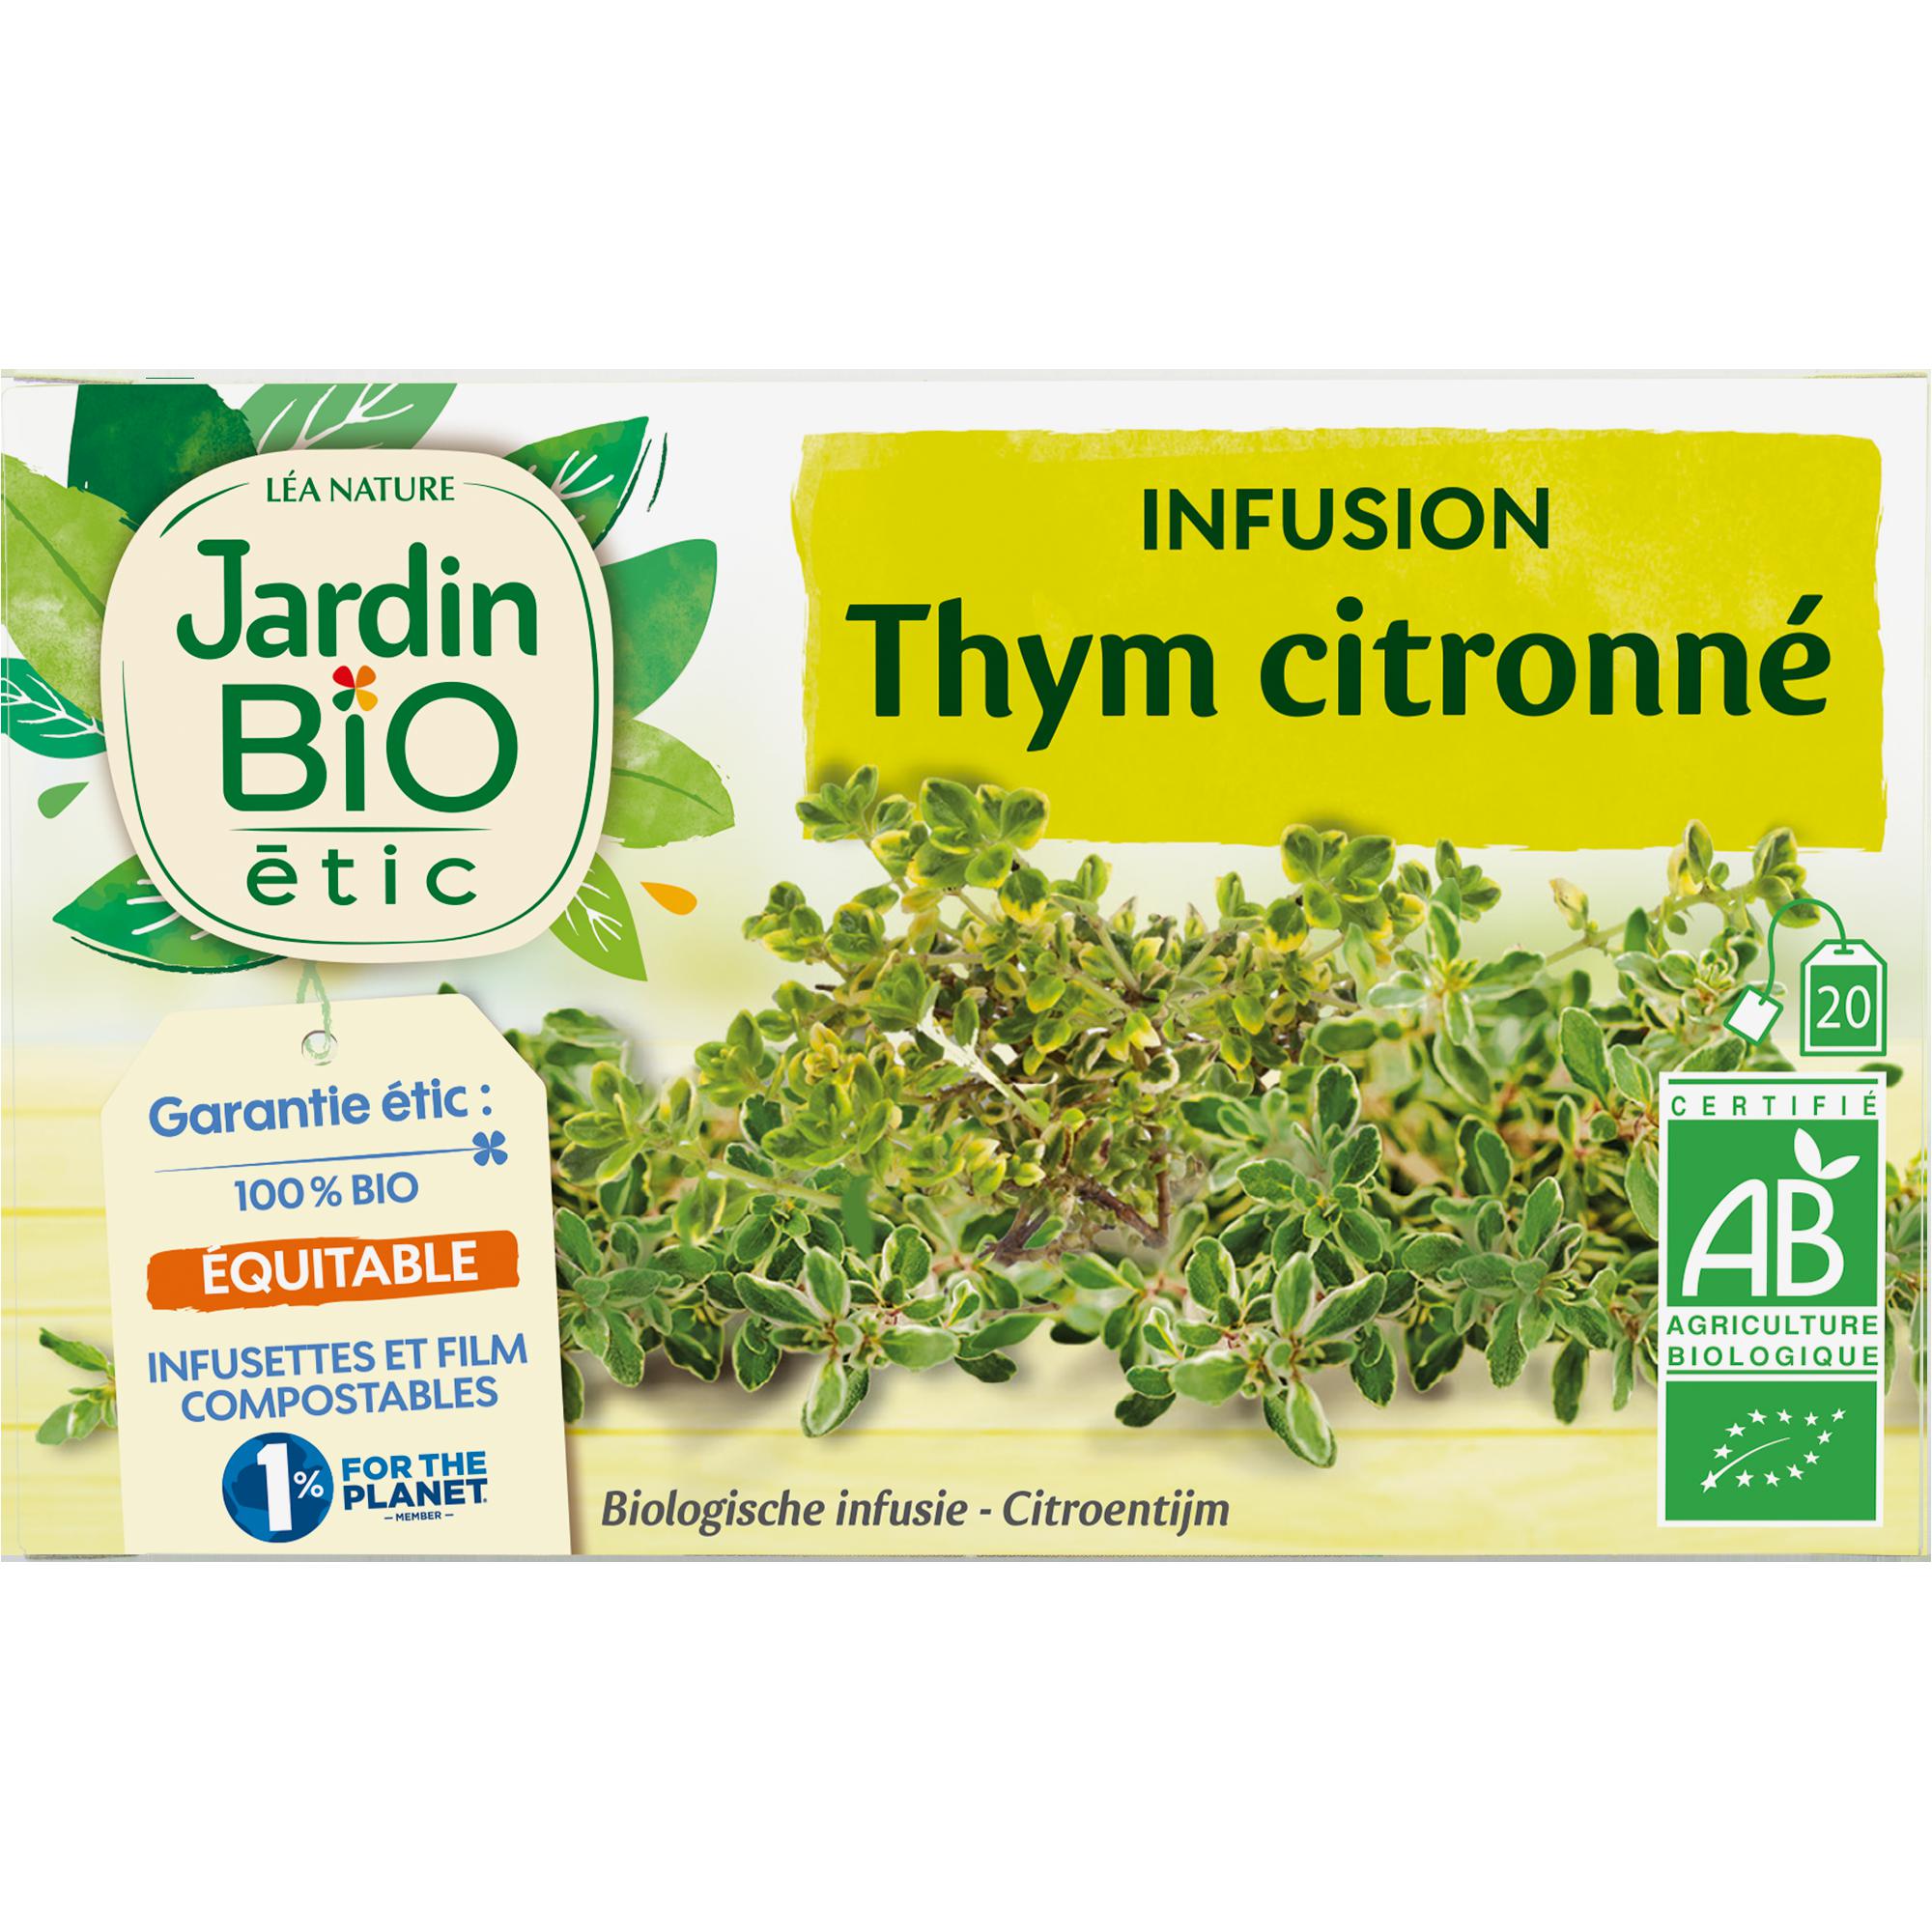 LÉA NATURE
Jardin
BiO
ētic
INFUSION
Thym citronné
20
Garantie étic :
100 % BIO
ÉQUITABLE
INFUSETTES ET FILM
COMPOSTABLES
1%
FOR THE
PLANET
MEMBER
Biologische infusie - Citroentijm
CERTIFIÉ
AB
AGRICULTURE
BIOLOGIQUE